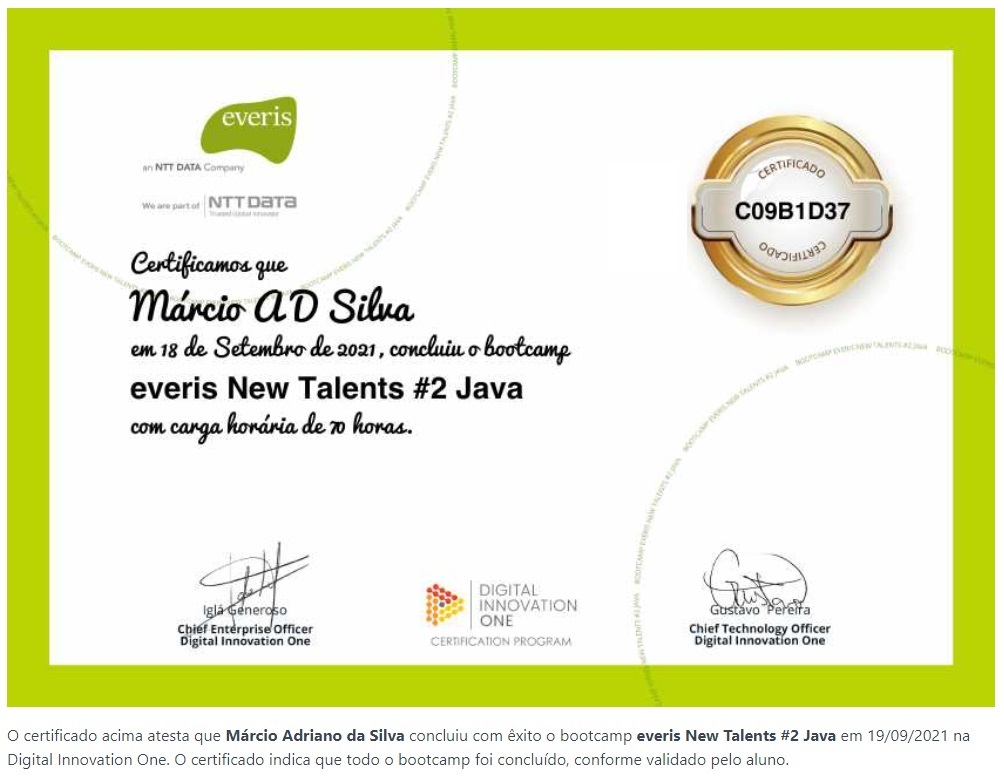 everis
an NTT DATA Company
We are part of NTT DATA
Trusted Global Innovator
CERTIFICADO
C09B1D37
CERTIFICADO
Certificamos que
Márcio A D Silva
em 18 de Setembro de 2021, concluiu o bootcamp
everis New Talents #2 Java
com carga horária de 70 horas.
BOOTCAMP EVERIS NEW TALENTS #2 JAVA
Iglá Generoso
Chief Enterprise Officer
Digital Innovation One
DIGITAL
INNOVATION
ONE
CERTIFICATION PROGRAM
Gustavo Pereira
Chief Technology Officer
Digital Innovation One
O certificado acima atesta que Márcio Adriano da Silva concluiu com êxito o bootcamp everis New Talents #2 Java em 19/09/2021 na
Digital Innovation One. O certificado indica que todo o bootcamp foi concluído, conforme validado pelo aluno.